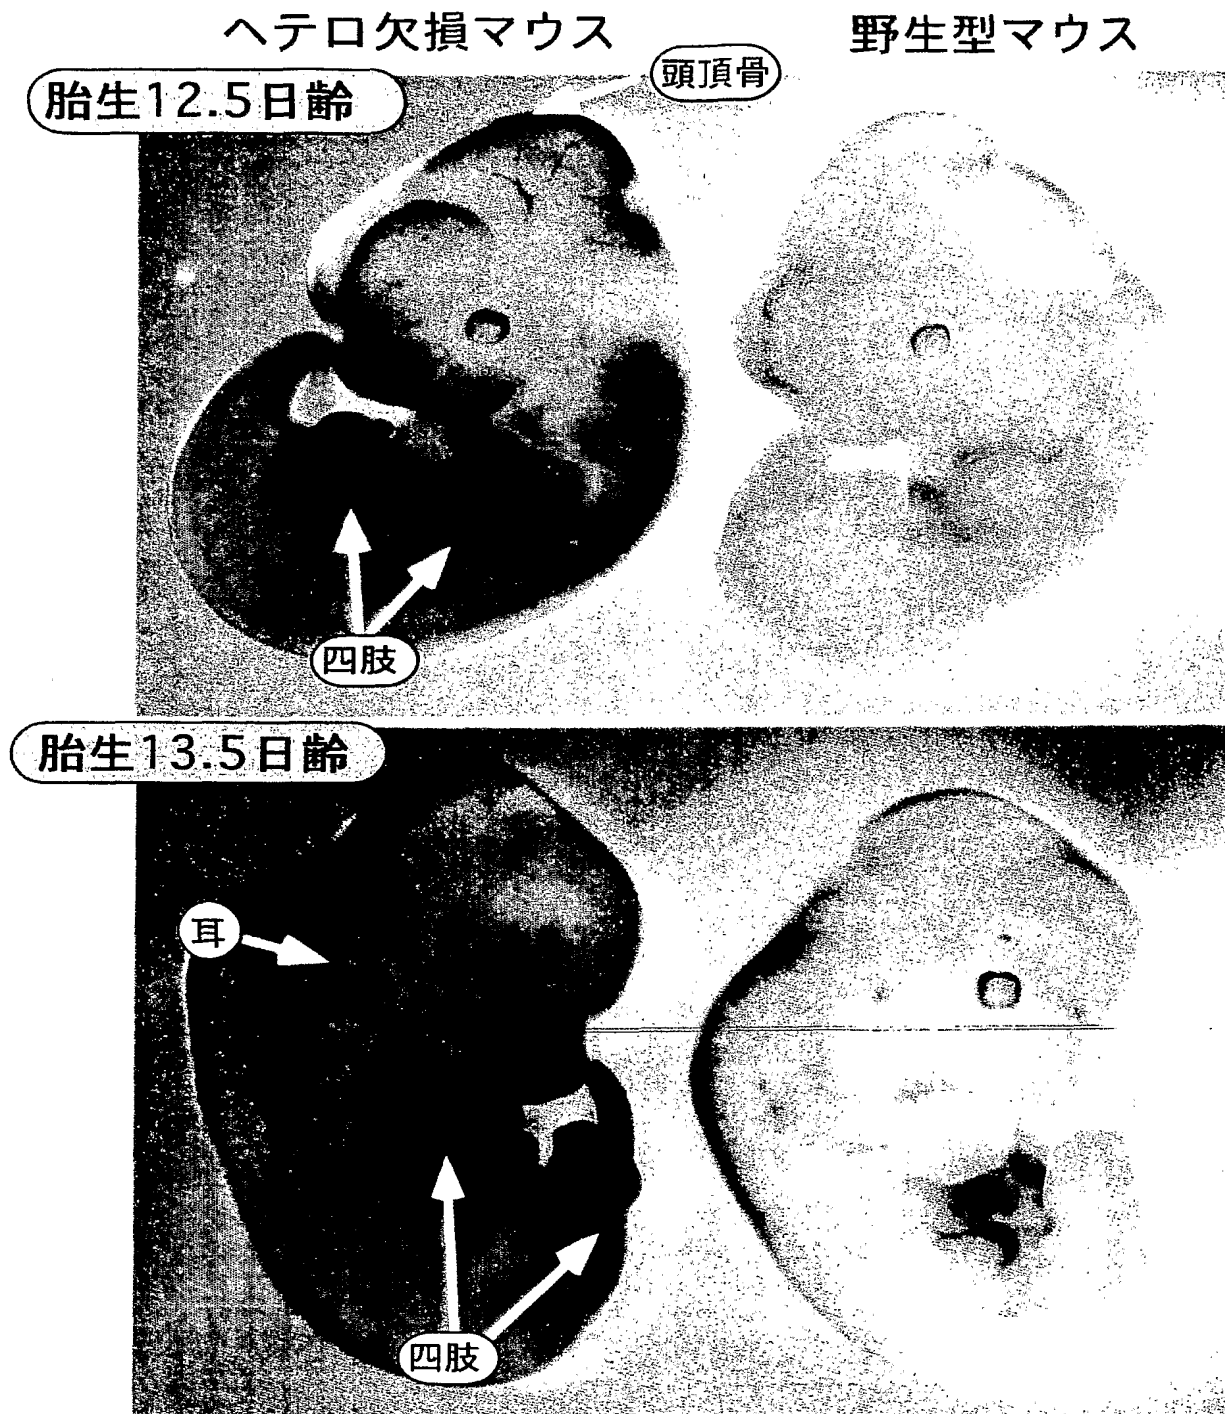 ヘテロ欠損マウス
野生型マウス
頭頂骨
胎生12.5日齢
四肢
胎生13.5日齢
耳
四肢